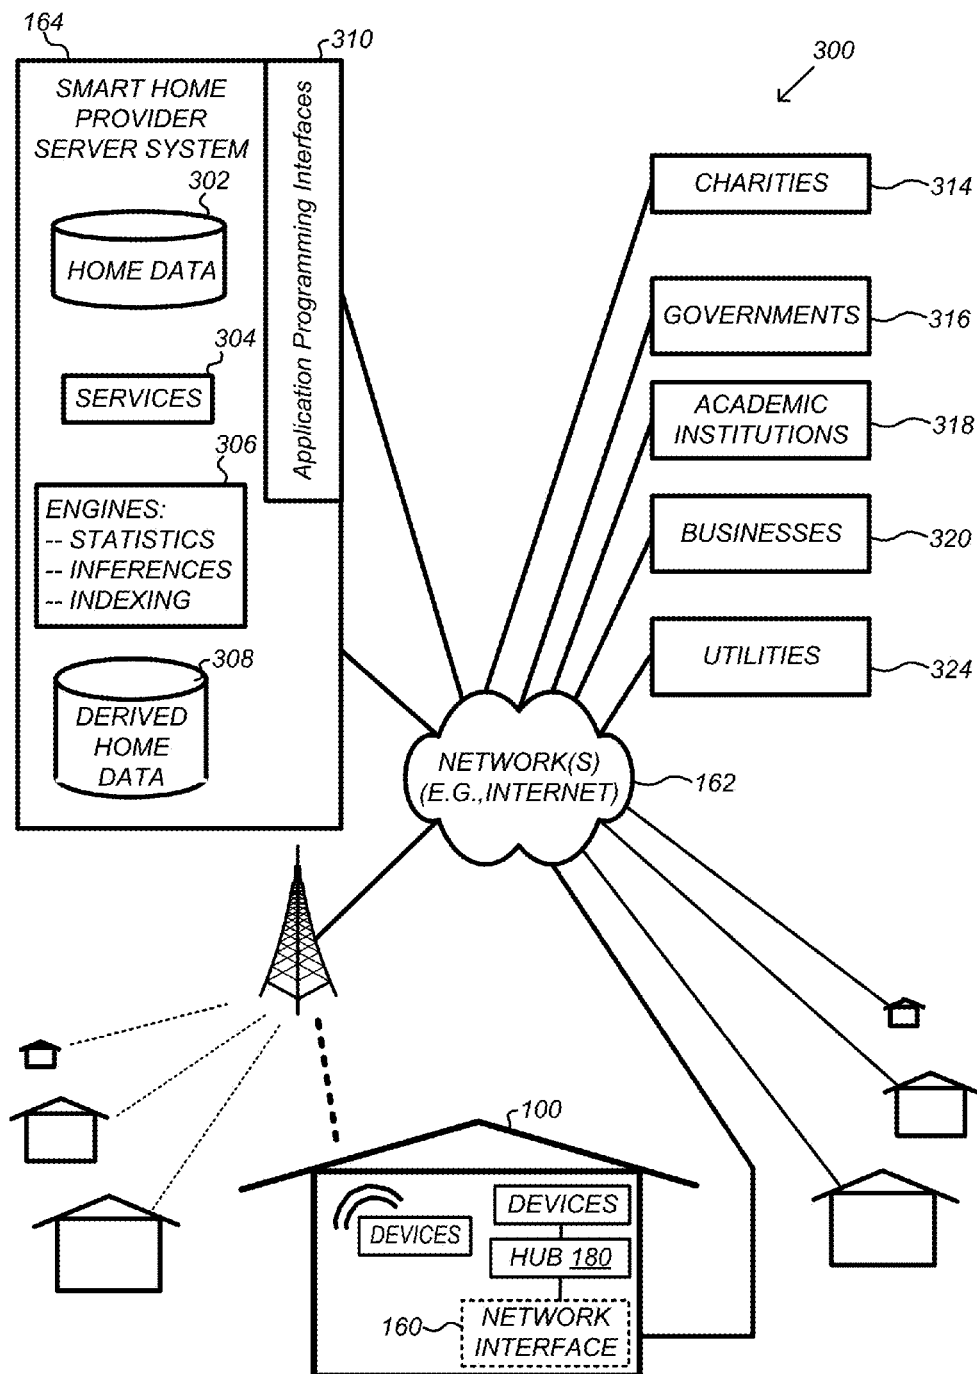 164
310
300
SMART HOME
PROVIDER
SERVER SYSTEM
Application Programming Interfaces
302
HOME DATA
304
SERVICES
306
ENGINES:
-- STATISTICS
-- INFERENCES
-- INDEXING
308
DERIVED
HOME
DATA
CHARITIES
314
GOVERNMENTS
316
ACADEMIC
INSTITUTIONS
318
BUSINESSES
320
UTILITIES
324
NETWORK(S)
(E.G.,INTERNET)
162
100
DEVICES
DEVICES
HUB 180
160
NETWORK
INTERFACE